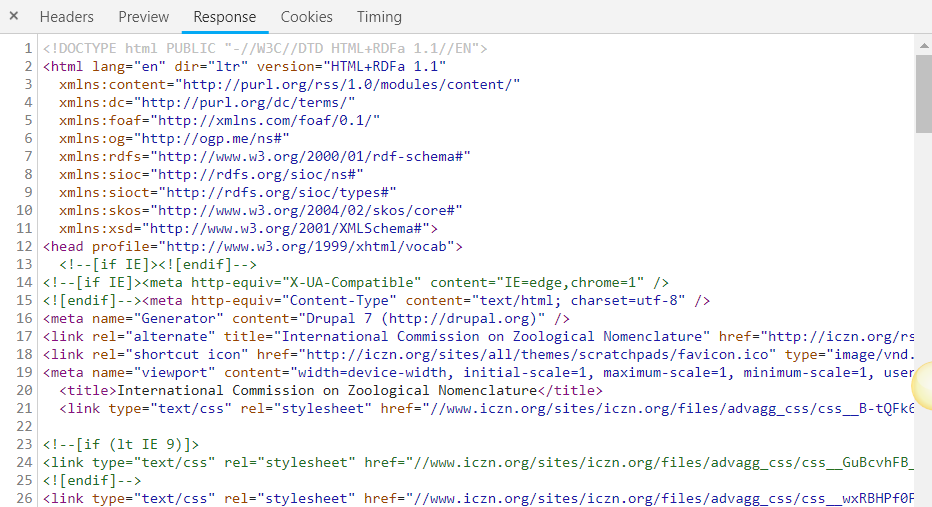 × Headers Preview Response Cookies Timing
1 <!DOCTYPE html PUBLIC "-//W3C//DTD HTML+RDFa 1.1//EN">
2 <html lang="en" dir="ltr" version="HTML+RDFa 1.1"
3 xmlns:content="http://purl.org/rss/1.0/modules/content/"
4 xmlns:dc="http://purl.org/dc/terms/"
5 xmlns:foaf="http://xmlns.com/foaf/0.1/"
6 xmlns:og="http://ogp.me/ns#"
7 xmlns:rdfs="http://www.w3.org/2000/01/rdf-schema#"
8 xmlns:sioc="http://rdfs.org/sioc/ns#"
9 xmlns:sioct="http://rdfs.org/sioc/types#"
10 xmlns:skos="http://www.w3.org/2004/02/skos/core#"
11 xmlns:xsd="http://www.w3.org/2001/XMLSchema#">
12 <head profile="http://www.w3.org/1999/xhtml/vocab">
13 <!--[if IE]><![endif]-->
14 <!--[if IE]><meta http-equiv="X-UA-Compatible" content="IE=edge,chrome=1" />
15 <![endif]--><meta http-equiv="Content-Type" content="text/html; charset=utf-8" />
16 <meta name="Generator" content="Drupal 7 (http://drupal.org)" />
17 <link rel="alternate" title="International Commission on Zoological Nomenclature" href="http://iczn.org/rs
18 <link rel="shortcut icon" href="http://iczn.org/sites/all/themes/scratchpads/favicon.ico" type="image/vnd.
19 <meta name="viewport" content="width=device-width, initial-scale=1, maximum-scale=1, minimum-scale=1, user
20 <title>International Commission on Zoological Nomenclature</title>
21 <link type="text/css" rel="stylesheet" href="//www.iczn.org/sites/iczn.org/files/advagg_css/css__B-tQFk6
22
23 <!--[if (lt IE 9)]>
24 <link type="text/css" rel="stylesheet" href="//www.iczn.org/sites/iczn.org/files/advagg_css/css__GuBcvhFB_
25 <![endif]-->
26 <link type="text/css" rel="stylesheet" href="//www.iczn.org/sites/iczn.org/files/advagg_css/css__wxRBHPf0F